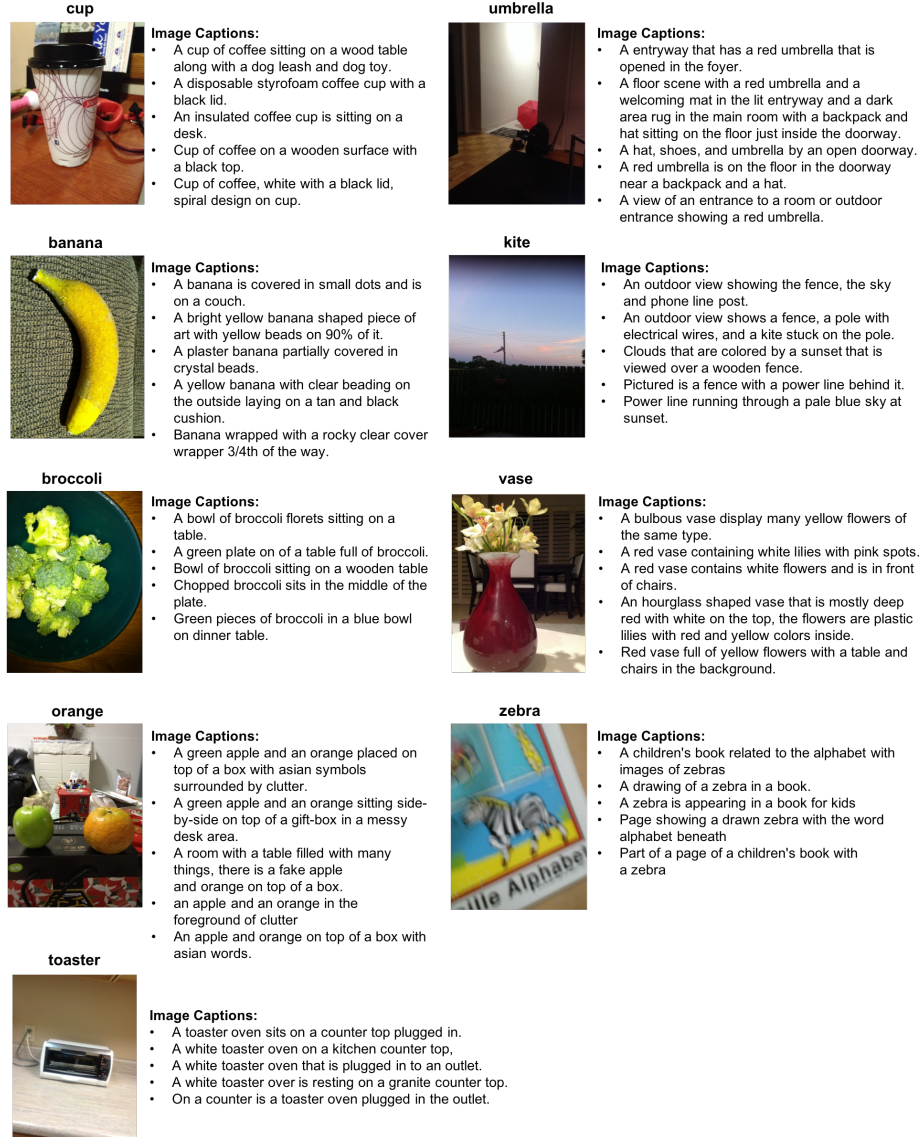 cup
Image Captions:
• A cup of coffee sitting on a wood table
along with a dog leash and dog toy.
• A disposable styrofoam coffee cup with a
black lid.
• An insulated coffee cup is sitting on a
desk.
• Cup of coffee on a wooden surface with
a black top.
• Cup of coffee, white with a black lid,
spiral design on cup.
umbrella
Image Captions:
• A entryway that has a red umbrella that is
opened in the foyer.
• A floor scene with a red umbrella and a
welcoming mat in the lit entryway and a dark
area rug in the main room with a backpack and
hat sitting on the floor just inside the doorway.
• A hat, shoes, and umbrella by an open doorway.
• A red umbrella is on the floor in the doorway
near a backpack and a hat.
• A view of an entrance to a room or outdoor
entrance showing a red umbrella.
banana
Image Captions:
• A banana is covered in small dots and is
on a couch.
• A bright yellow banana shaped piece of
art with yellow beads on 90% of it.
• A plaster banana partially covered in
crystal beads.
• A yellow banana with clear beading on
the outside laying on a tan and black
cushion.
• Banana wrapped with a rocky clear cover
wrapper 3/4th of the way.
kite
Image Captions:
• An outdoor view showing the fence, the sky
and phone line post.
• An outdoor view shows a fence, a pole with
electrical wires, and a kite stuck on the pole.
• Clouds that are colored by a sunset that is
viewed over a wooden fence.
• Pictured is a fence with a power line behind it.
• Power line running through a pale blue sky at
sunset.
broccoli
Image Captions:
• A bowl of broccoli florets sitting on a
table.
• A green plate on of a table full of broccoli.
• Bowl of broccoli sitting on a wooden table
• Chopped broccoli sits in the middle of the
plate.
• Green pieces of broccoli in a blue bowl
on dinner table.
vase
Image Captions:
• A bulbous vase display many yellow flowers of
the same type.
• A red vase containing white lilies with pink spots.
• A red vase contains white flowers and is in front
of chairs.
• An hourglass shaped vase that is mostly deep
red with white on the top, the flowers are plastic
lilies with red and yellow colors inside.
• Red vase full of yellow flowers with a table and
chairs in the background.
orange
Image Captions:
• A green apple and an orange placed on
top of a box with asian symbols
surrounded by clutter.
• A green apple and an orange sitting side-
by-side on top of a gift-box in a messy
desk area.
• A room with a table filled with many
things, there is a fake apple
and orange on top of a box.
• an apple and an orange in the
foreground of clutter
• An apple and orange on top of a box with
asian words.
zebra
ille Alphabet
Image Captions:
• A children's book related to the alphabet with
images of zebras
• A drawing of a zebra in a book.
• A zebra is appearing in a book for kids
• Page showing a drawn zebra with the word
alphabet beneath
• Part of a page of a children's book with
a zebra
toaster
Image Captions:
• A toaster oven sits on a counter top plugged in.
• A white toaster oven on a kitchen counter top,
• A white toaster oven that is plugged in to an outlet.
• A white toaster over is resting on a granite counter top.
• On a counter is a toaster oven plugged in the outlet.